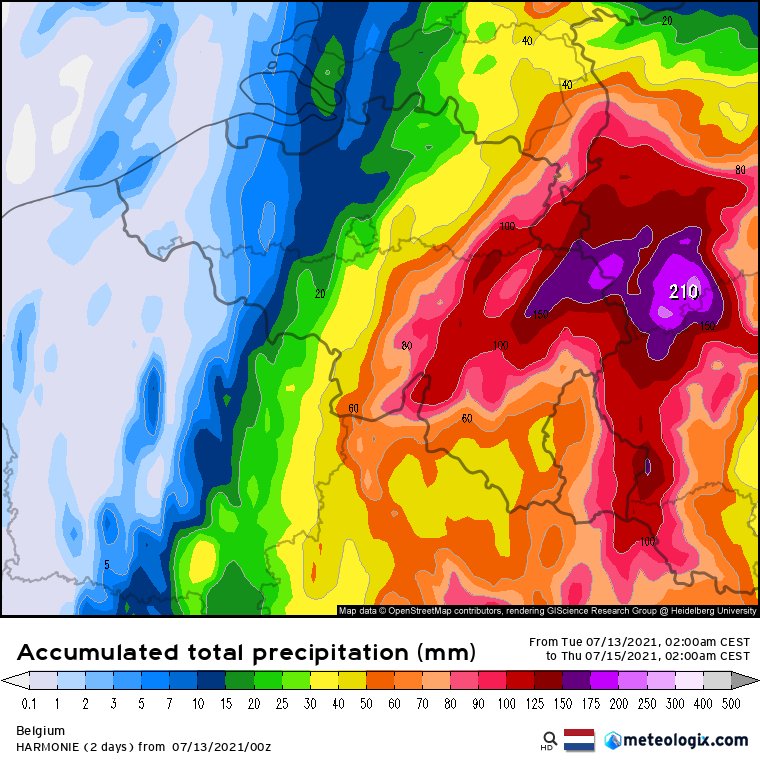 20
40
40
80
100
210
20
150
150
80
100
60
60
100
5
Map data © OpenStreetMap contributors, rendering GIScience Research Group @ Heidelberg University
Accumulated total precipitation (mm)
From Tue 07/13/2021, 02:00am CEST
to Thu 07/15/2021, 02:00am CEST
0.1 1 2 3 5 7 10 15 20 25 30 40 50 60 70 80 90 100 125 150 175 200 250 300 400 500
Belgium
HARMONIE (2 days) from 07/13/2021/00z
HD
meteologix.com